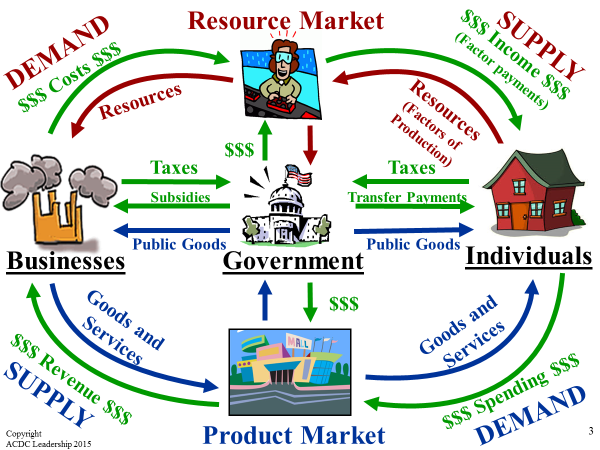 Resource Market
DEMAND
$$$ Costs $$$
Resources
SUPPLY
$$$ Income $$$
(Factor payments)
Resources
(Factors of
Production)
$$$
Taxes
Subsidies
Public Goods
Taxes
Transfer Payments
Public Goods
Businesses
Government
Individuals
$$$
Goods and
Services
$$$ Revenue $$$
SUPPLY
MALL
Goods and
Services
$$$ Spending $$$
DEMAND
Product Market
Copyright
ACDC Leadership 2015
3